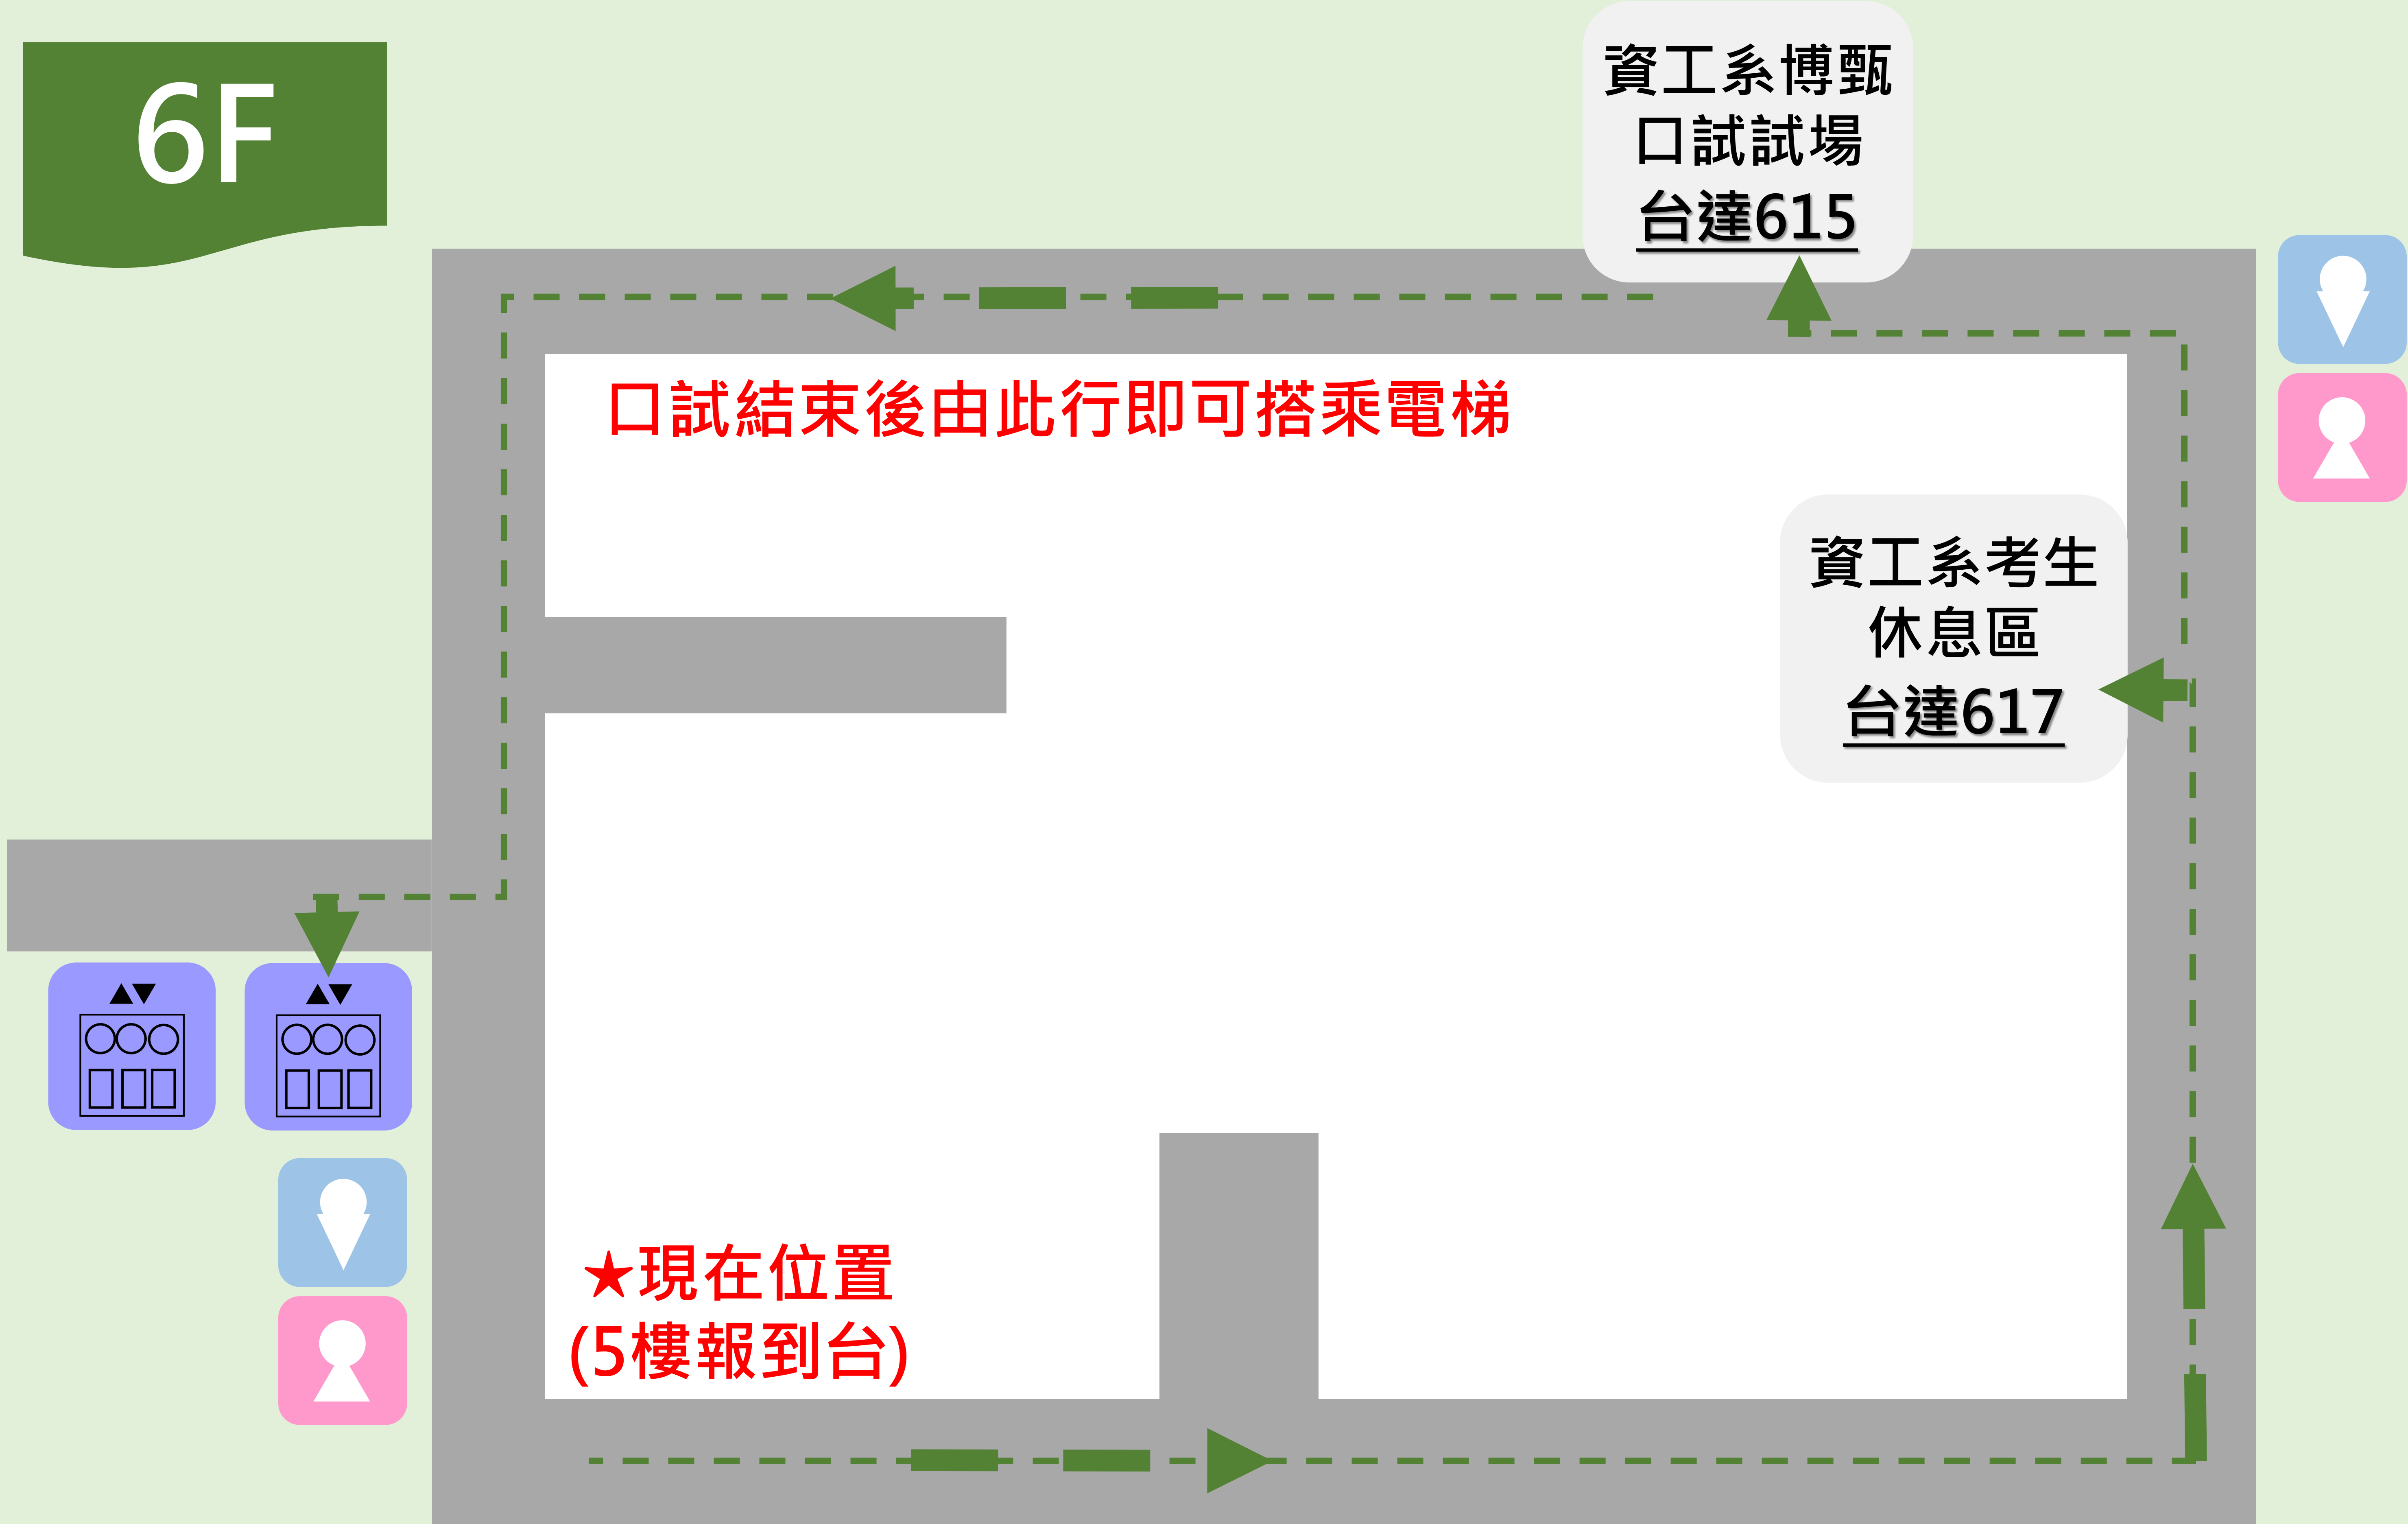 6F
資工系博甄
口試試場
台達615
口試結束後由此行即可搭乘電梯
資工系考生
休息區
台達617
★現在位置
(5樓報到台)